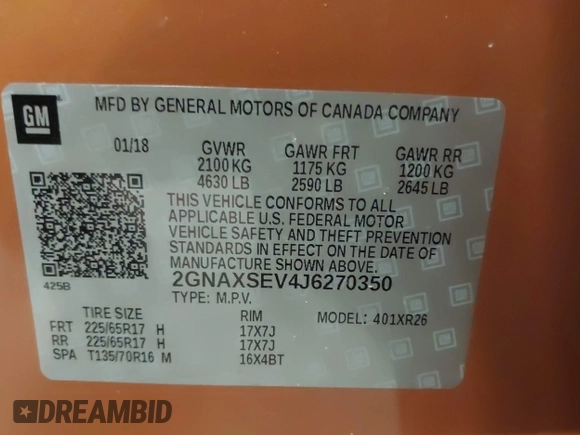 GM
MFD BY GENERAL MOTORS OF CANADA COMPANY
01/18 GVWR GAWR FRT GAWR RR
2100 KG 1175 KG 1200 KG
4630 LB 2590 LB 2645 LB
THIS VEHICLE CONFORMS TO ALL
APPLICABLE U.S. FEDERAL MOTOR
VEHICLE SAFETY AND THEFT PREVENTION
STANDARDS IN EFFECT ON THE DATE OF
MANUFACTURE SHOWN ABOVE.
425B
2GNAXSEV4J6270350
TYPE: M.P.V.
TIRE SIZE RIM MODEL: 401XR26
FRT 225/65R17 H 17X7J
RR 225/65R17 H 17X7J
SPA T135/70R16 M 16X4BT
DREAMBID